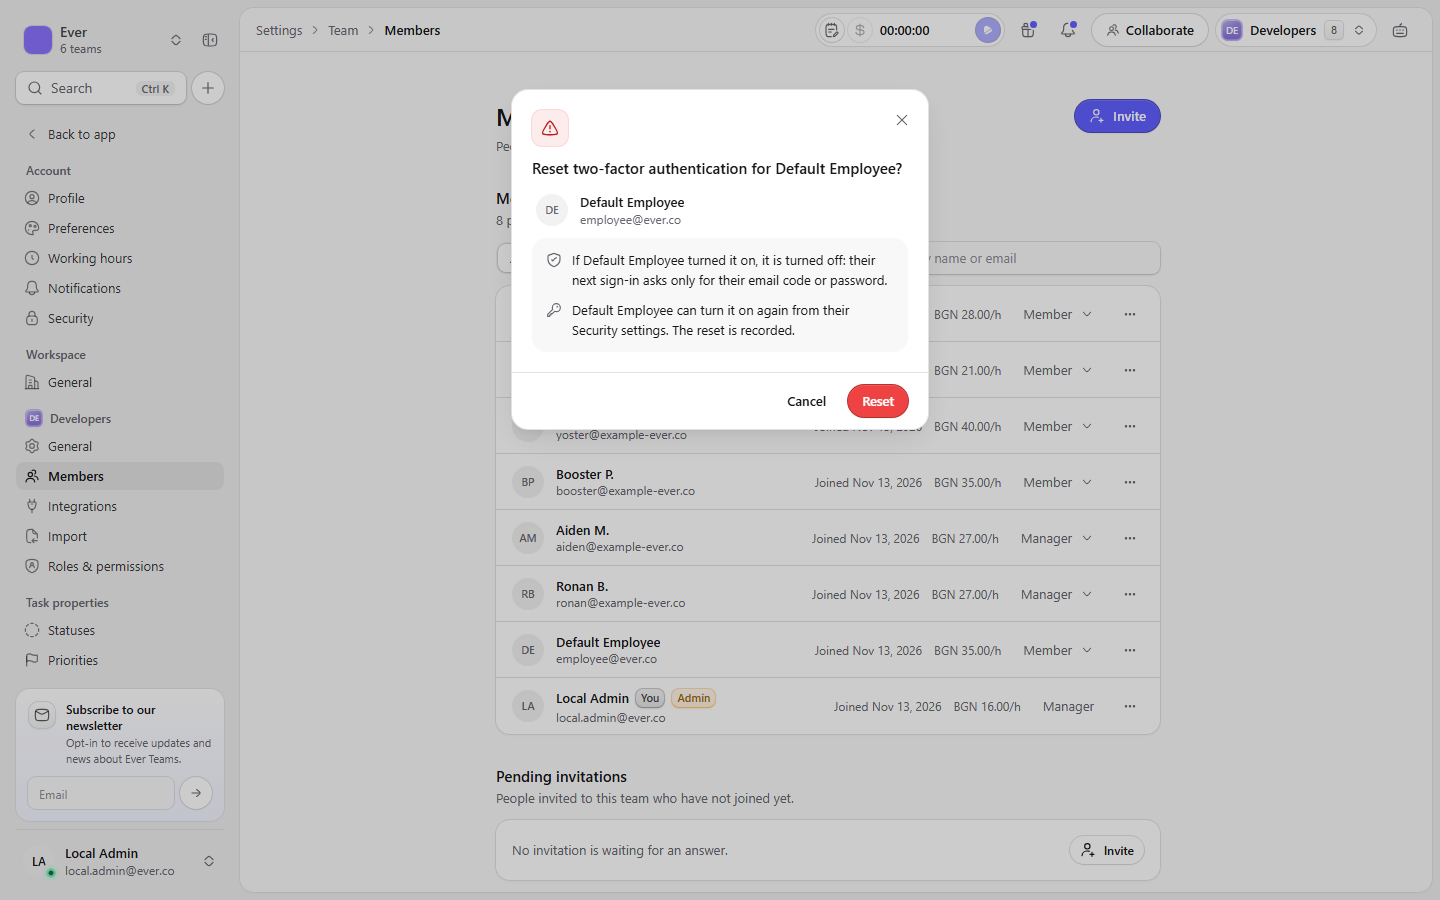 Ever
6 teams
Search
Ctrl K
Back to app
Account
Profile
Preferences
Working hours
Notifications
Security
Workspace
General
DE Developers
General
Members
Integrations
Import
Roles & permissions
Task properties
Statuses
Priorities
Subscribe to our
newsletter
Opt-in to receive updates and
news about Ever Teams.
Email
LA
Local Admin
local.admin@ever.co
Settings
Team
Members
00:00:00
Collaborate
DE Developers 8
Invite
Reset two-factor authentication for Default Employee?
DE
Default Employee
employee@ever.co
If Default Employee turned it on, it is turned off: their
next sign-in asks only for their email code or password.
Default Employee can turn it on again from their
Security settings. The reset is recorded.
Cancel
Reset
name or email
BGN 28.00/h Member
BGN 21.00/h Member
yoster@example-ever.co
BGN 40.00/h Member
BP
Booster P.
booster@example-ever.co
Joined Nov 13, 2026 BGN 35.00/h Member
AM
Aiden M.
aiden@example-ever.co
Joined Nov 13, 2026 BGN 27.00/h Manager
RB
Ronan B.
ronan@example-ever.co
Joined Nov 13, 2026 BGN 27.00/h Manager
DE
Default Employee
employee@ever.co
Joined Nov 13, 2026 BGN 35.00/h Member
LA
Local Admin You Admin
local.admin@ever.co
Joined Nov 13, 2026 BGN 16.00/h Manager
Pending invitations
People invited to this team who have not joined yet.
No invitation is waiting for an answer.
Invite